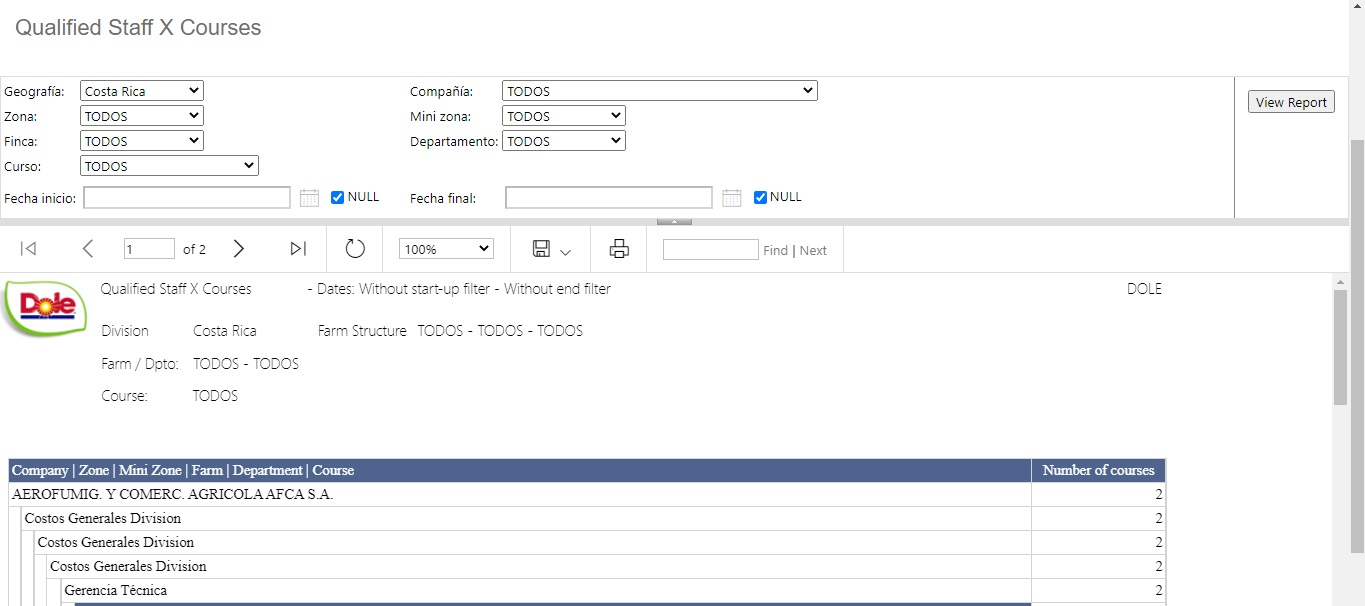 Qualified Staff X Courses
Geografía: Costa Rica Compañía: TODOS View Report
Zona: TODOS Mini zona: TODOS
Finca: TODOS Departamento: TODOS
Curso: TODOS
Fecha inicio: NULL Fecha final: NULL
1 of 2 100% Find | Next
Dole
Qualified Staff X Courses - Dates: Without start-up filter - Without end filter DOLE
Division Costa Rica Farm Structure TODOS - TODOS - TODOS
Farm / Dpto: TODOS - TODOS
Course: TODOS
Company | Zone | Mini Zone | Farm | Department | Course Number of courses
AEROFUMIG. Y COMERC. AGRICOLA AFCA S.A. 2
Costos Generales Division 2
Costos Generales Division 2
Costos Generales Division 2
Gerencia Técnica 2